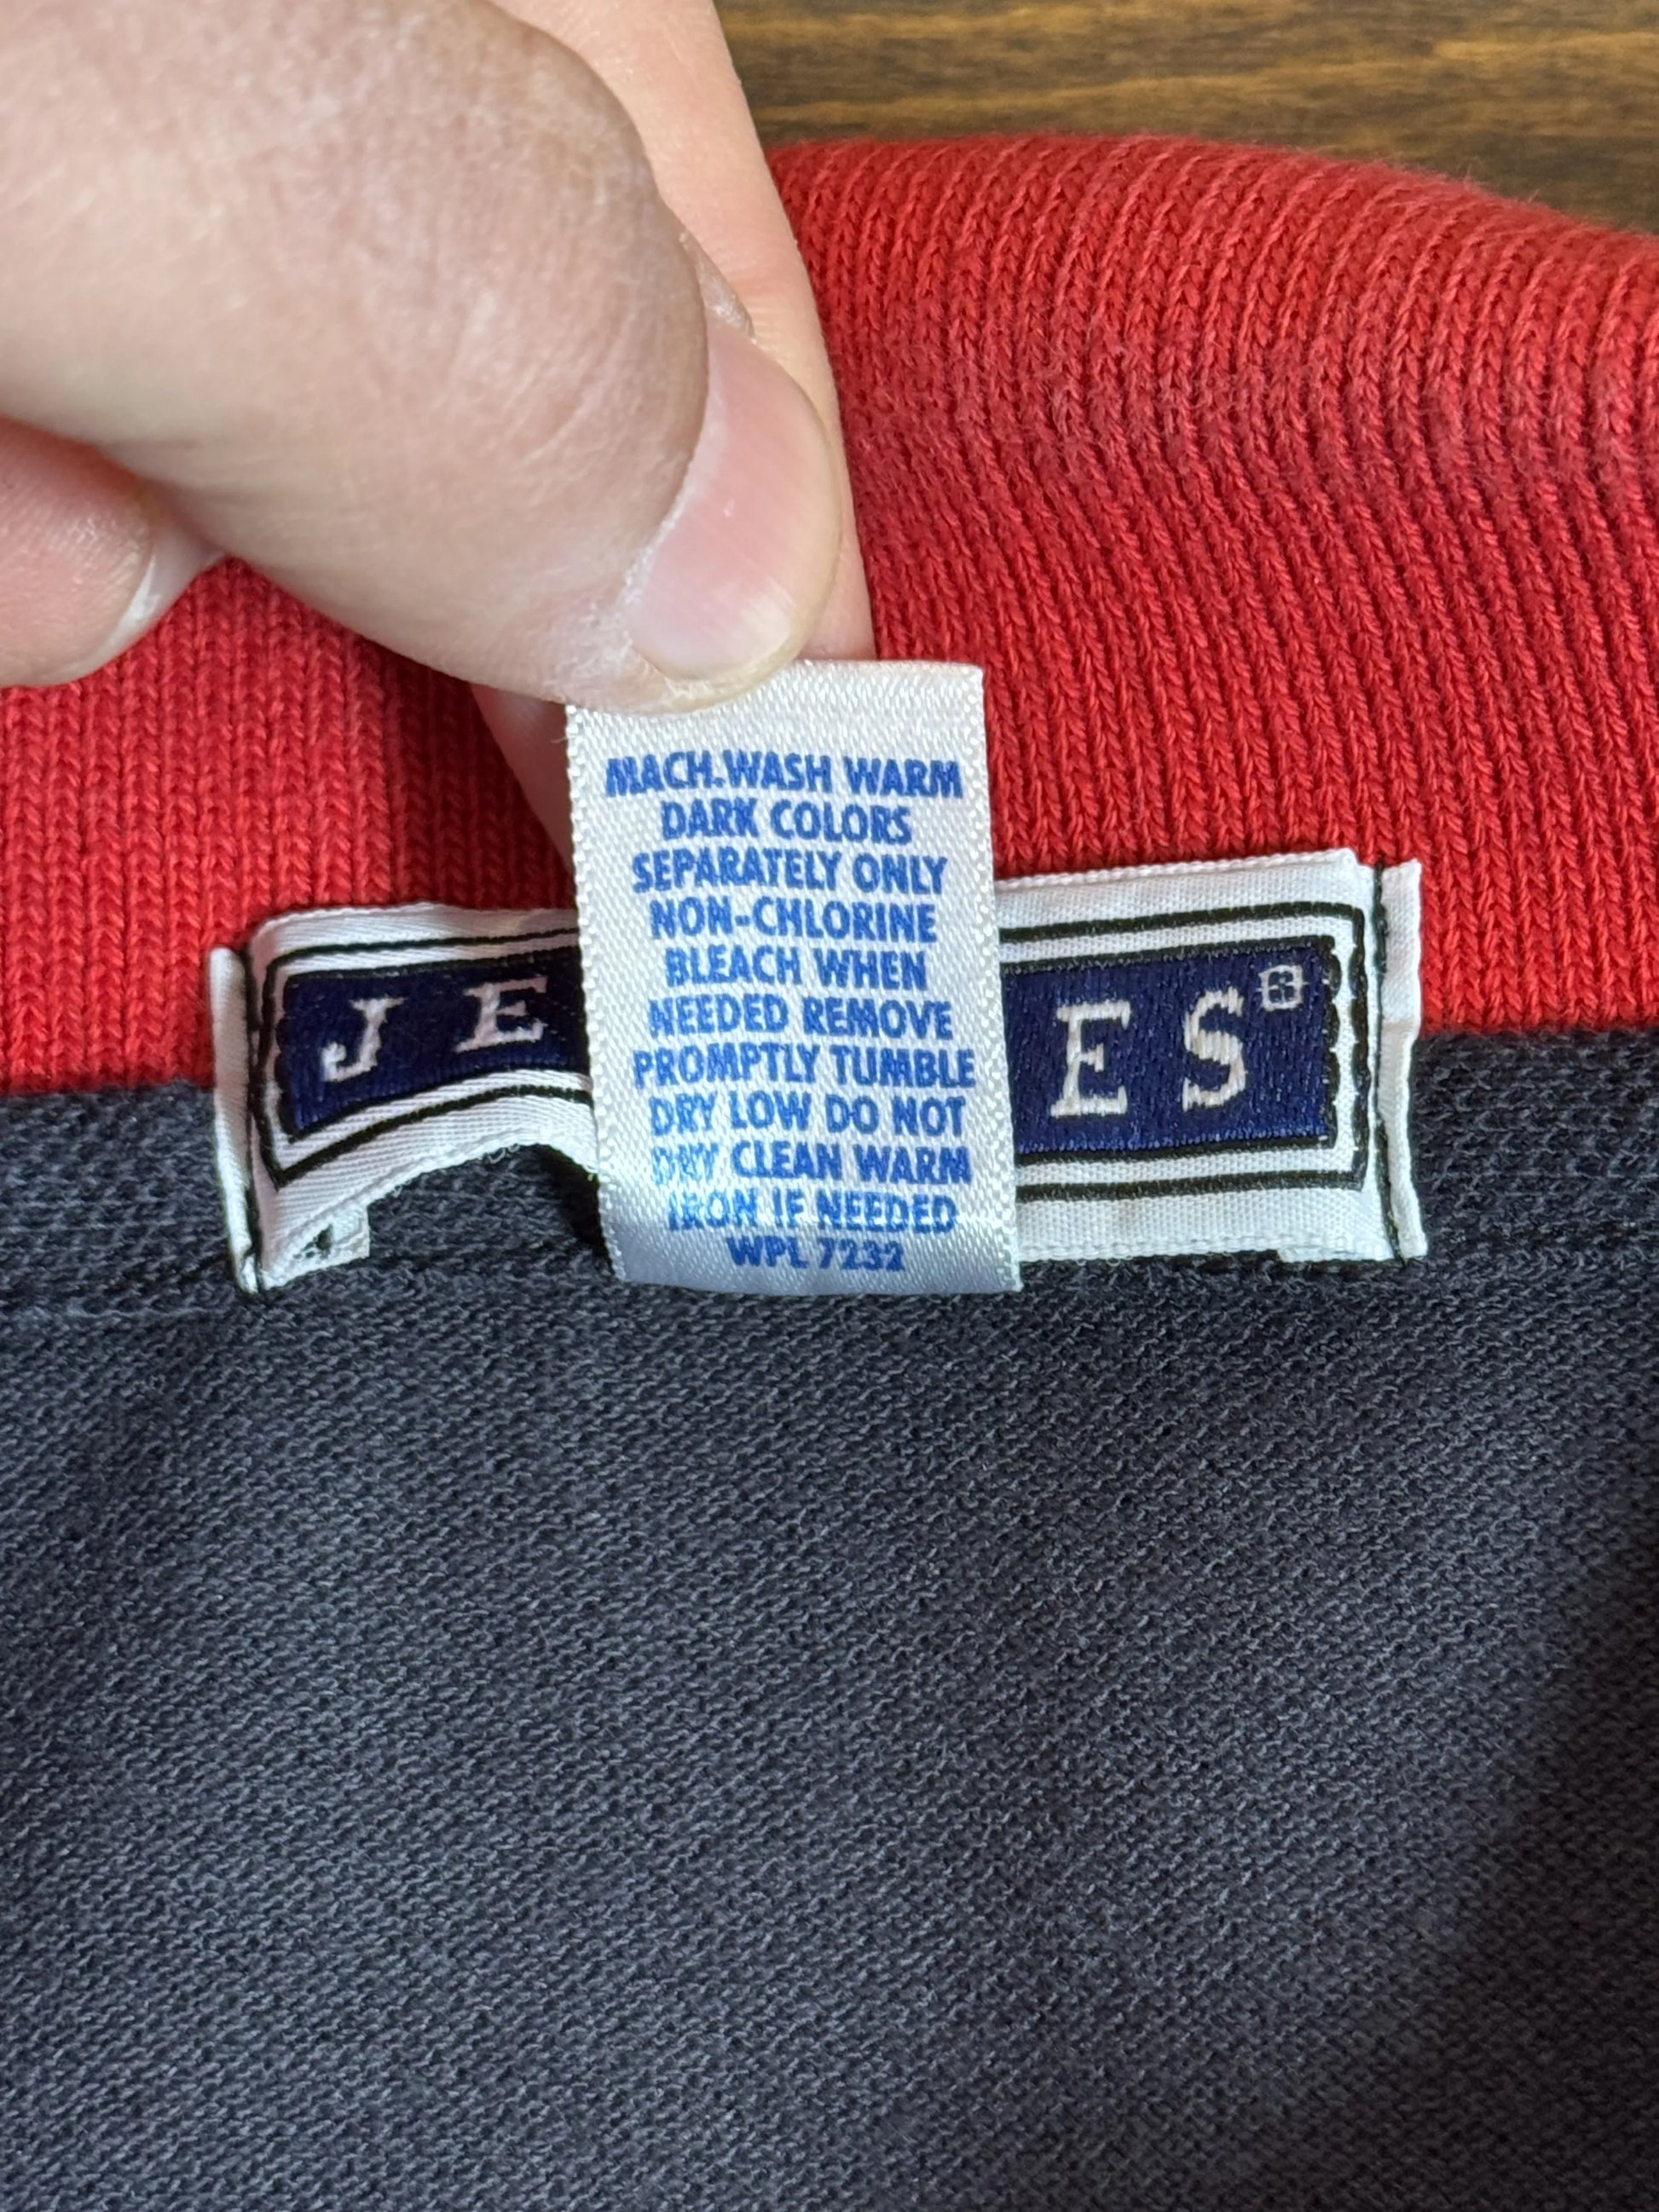 MACH.WASH WARM
DARK COLORS
SEPARATELY ONLY
NON-CHLORINE
BLEACH WHEN
NEEDED REMOVE
PROMPTLY TUMBLE
DRY LOW DO NOT
DRY CLEAN WARM
IRON IF NEEDED
WPL 7232
JE ES®